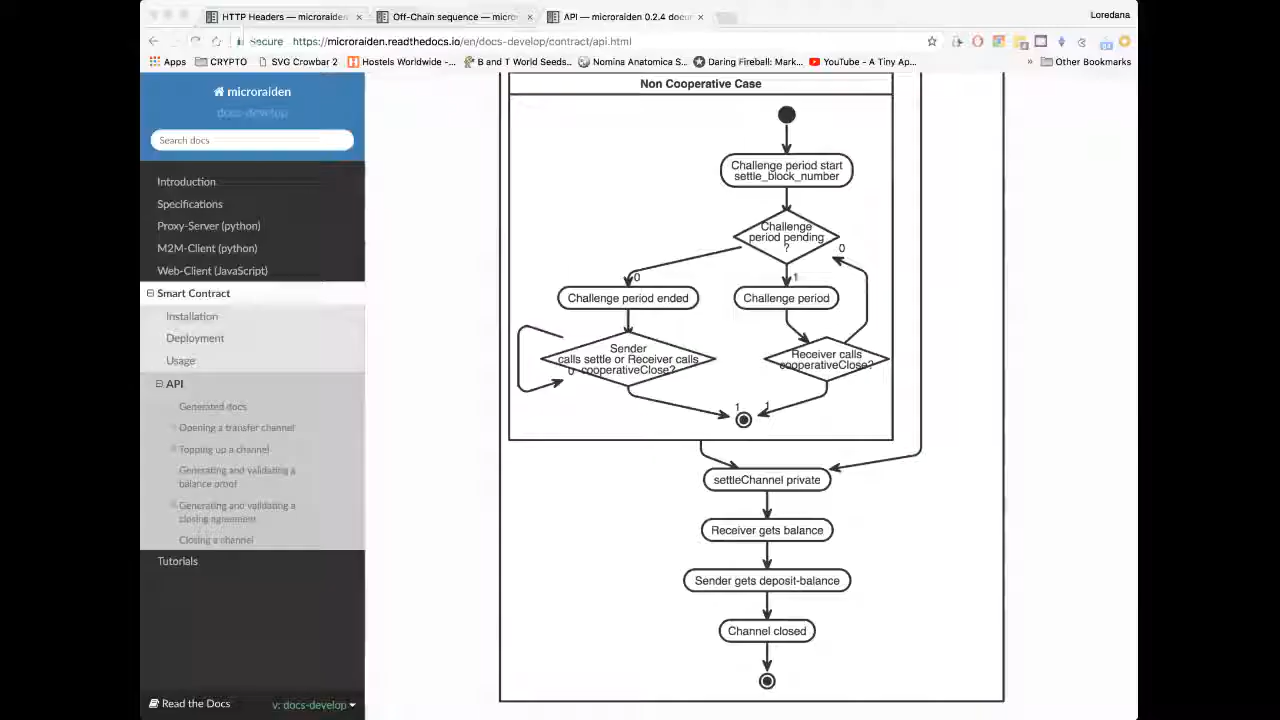 HTTP Headers — microraiden
Off-Chain sequence — micro
API — microraiden 0.2.4 docu
Loredana
Secure
https://microraiden.readthedocs.io/en/docs-develop/contract/api.html
Apps
CRYPTO
SVG Crowbar 2
Hostels Worldwide -...
B and T World Seeds..
Nomina Anatomica S...
Daring Fireball: Mark...
YouTube - A Tiny Ap...
»
Other Bookmarks
microraiden
docs-develop
Search docs
Introduction
Specifications
Proxy-Server (python)
M2M-Client (python)
Web-Client (JavaScript)
Smart Contract
Installation
Deployment
Usage
API
Generated docs
Opening a transfer channel
Topping up a channel
Generating and validating a
balance proof
Generating and validating a
closing agreement
Closing a channel
Tutorials
Read the Docs
v: docs-develop
Non Cooperative Case
Challenge period start
settle_block_number
Challenge
period pending
?
0
0
1
Challenge period ended
Challenge period
Sender
calls settle or Receiver calls
cooperativeClose?
0
Receiver calls
cooperativeClose?
1
1
settleChannel private
Receiver gets balance
Sender gets deposit-balance
Channel closed